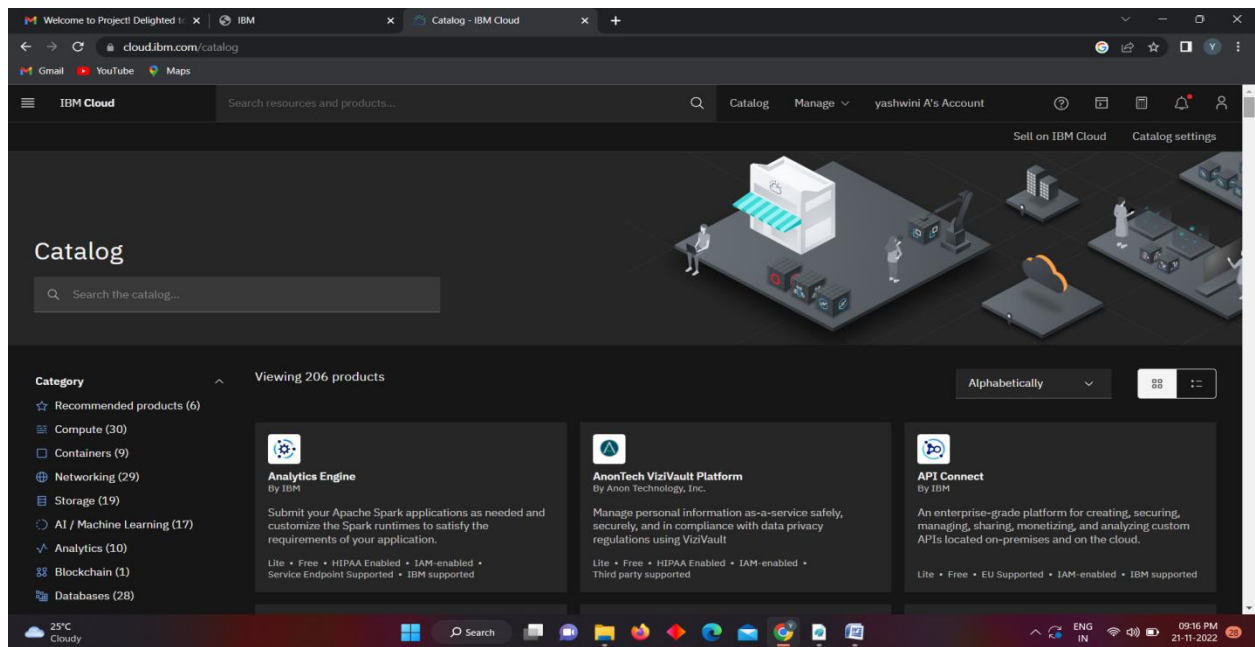 Welcome to Project! Delighted to
IBM
Catalog - IBM Cloud
cloud.ibm.com/catalog
Y
Gmail
YouTube
Maps
IBM Cloud
Search resources and products...
Catalog
Manage
yashwini A's Account
Sell on IBM Cloud
Catalog settings
Catalog
Search the catalog...
Category
Recommended products (6)
Compute (30)
Containers (9)
Networking (29)
Storage (19)
AI / Machine Learning (17)
Analytics (10)
Blockchain (1)
Databases (28)
Viewing 206 products
Alphabetically
Analytics Engine
By IBM
Submit your Apache Spark applications as needed and
customize the Spark runtimes to satisfy the
requirements of your application.
Lite • Free • HIPAA Enabled • IAM-enabled •
Service Endpoint Supported • IBM supported
AnonTech ViziVault Platform
By Anon Technology, Inc.
Manage personal information as-a-service safely,
securely, and in compliance with data privacy
regulations using ViziVault
Lite • Free • HIPAA Enabled • IAM-enabled •
Third party supported
API Connect
By IBM
An enterprise-grade platform for creating, securing,
managing, sharing, monetizing, and analyzing custom
APIs located on-premises and on the cloud.
Lite • Free • EU Supported • IAM-enabled • IBM supported
25°C
Cloudy
Search
ENG
IN
09:16 PM
21-11-2022
28